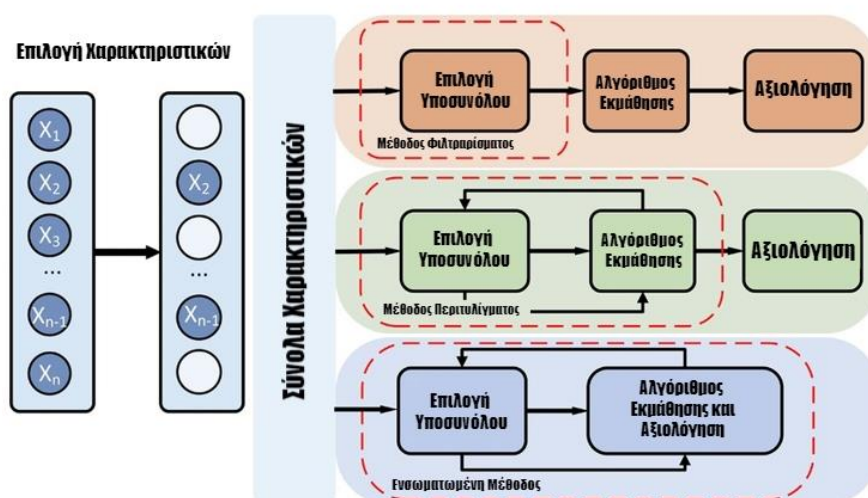 Επιλογή Χαρακτηριστικών
X1
X2
X3
...
Xn-1
Xn
X2
...
Xn-1
Σύνολα Χαρακτηριστικών
Επιλογή
Υποσυνόλου
Αλγόριθμος
Εκμάθησης
Αξιολόγηση
Μέθοδος Φιλτραρίσματος
Επιλογή
Υποσυνόλου
Αλγόριθμος
Εκμάθησης
Αξιολόγηση
Μέθοδος Περιτυλίγματος
Επιλογή
Υποσυνόλου
Αλγόριθμος
Εκμάθησης και
Αξιολόγηση
Ενσωματωμένη Μέθοδος